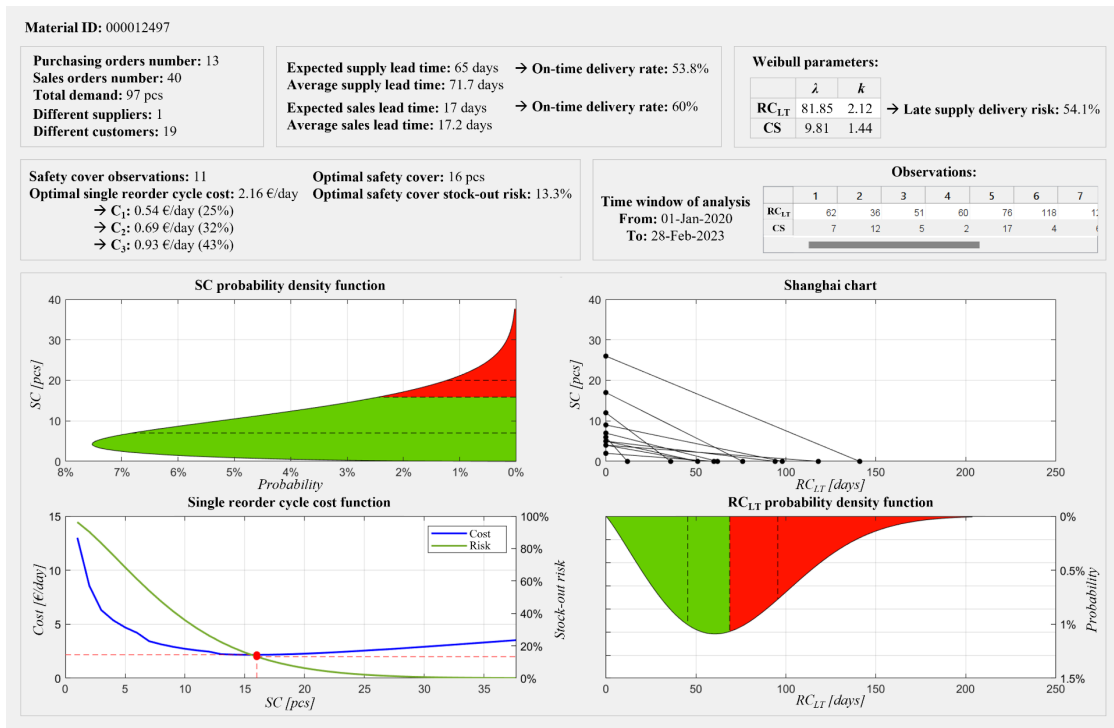 Material ID: 000012497
Purchasing orders number: 13
Sales orders number: 40
Total demand: 97 pcs
Different suppliers: 1
Different customers: 19
Expected supply lead time: 65 days → On-time delivery rate: 53.8%
Average supply lead time: 71.7 days
Expected sales lead time: 17 days → On-time delivery rate: 60%
Average sales lead time: 17.2 days
Weibull parameters:
λ k
RC_LT 81.85 2.12 → Late supply delivery risk: 54.1%
CS 9.81 1.44
Safety cover observations: 11
Optimal single reorder cycle cost: 2.16 €/day
→ C₁: 0.54 €/day (25%)
→ C₂: 0.69 €/day (32%)
→ C₃: 0.93 €/day (43%)
Optimal safety cover: 16 pcs
Optimal safety cover stock-out risk: 13.3%
Time window of analysis
From: 01-Jan-2020
To: 28-Feb-2023
Observations:
1 2 3 4 5 6 7
RC_LT 62 36 51 60 76 118
CS 7 12 5 2 17 4
SC probability density function
SC [pcs]
40
30
20
10
0
8% 7% 6% 5% 4% 3% 2% 1% 0%
Probability
Shanghai chart
SC [pcs]
40
30
20
10
0
0 50 100 150 200 250
RC_LT [days]
Single reorder cycle cost function
Cost [€/day]
15
10
5
0
Cost
Risk
100%
80%
60%
40%
20%
0%
Stock-out risk
0 5 10 15 20 25 30 35
SC [pcs]
RC_LT probability density function
0%
0.5%
1%
1.5%
Probability
0 50 100 150 200 250
RC_LT [days]